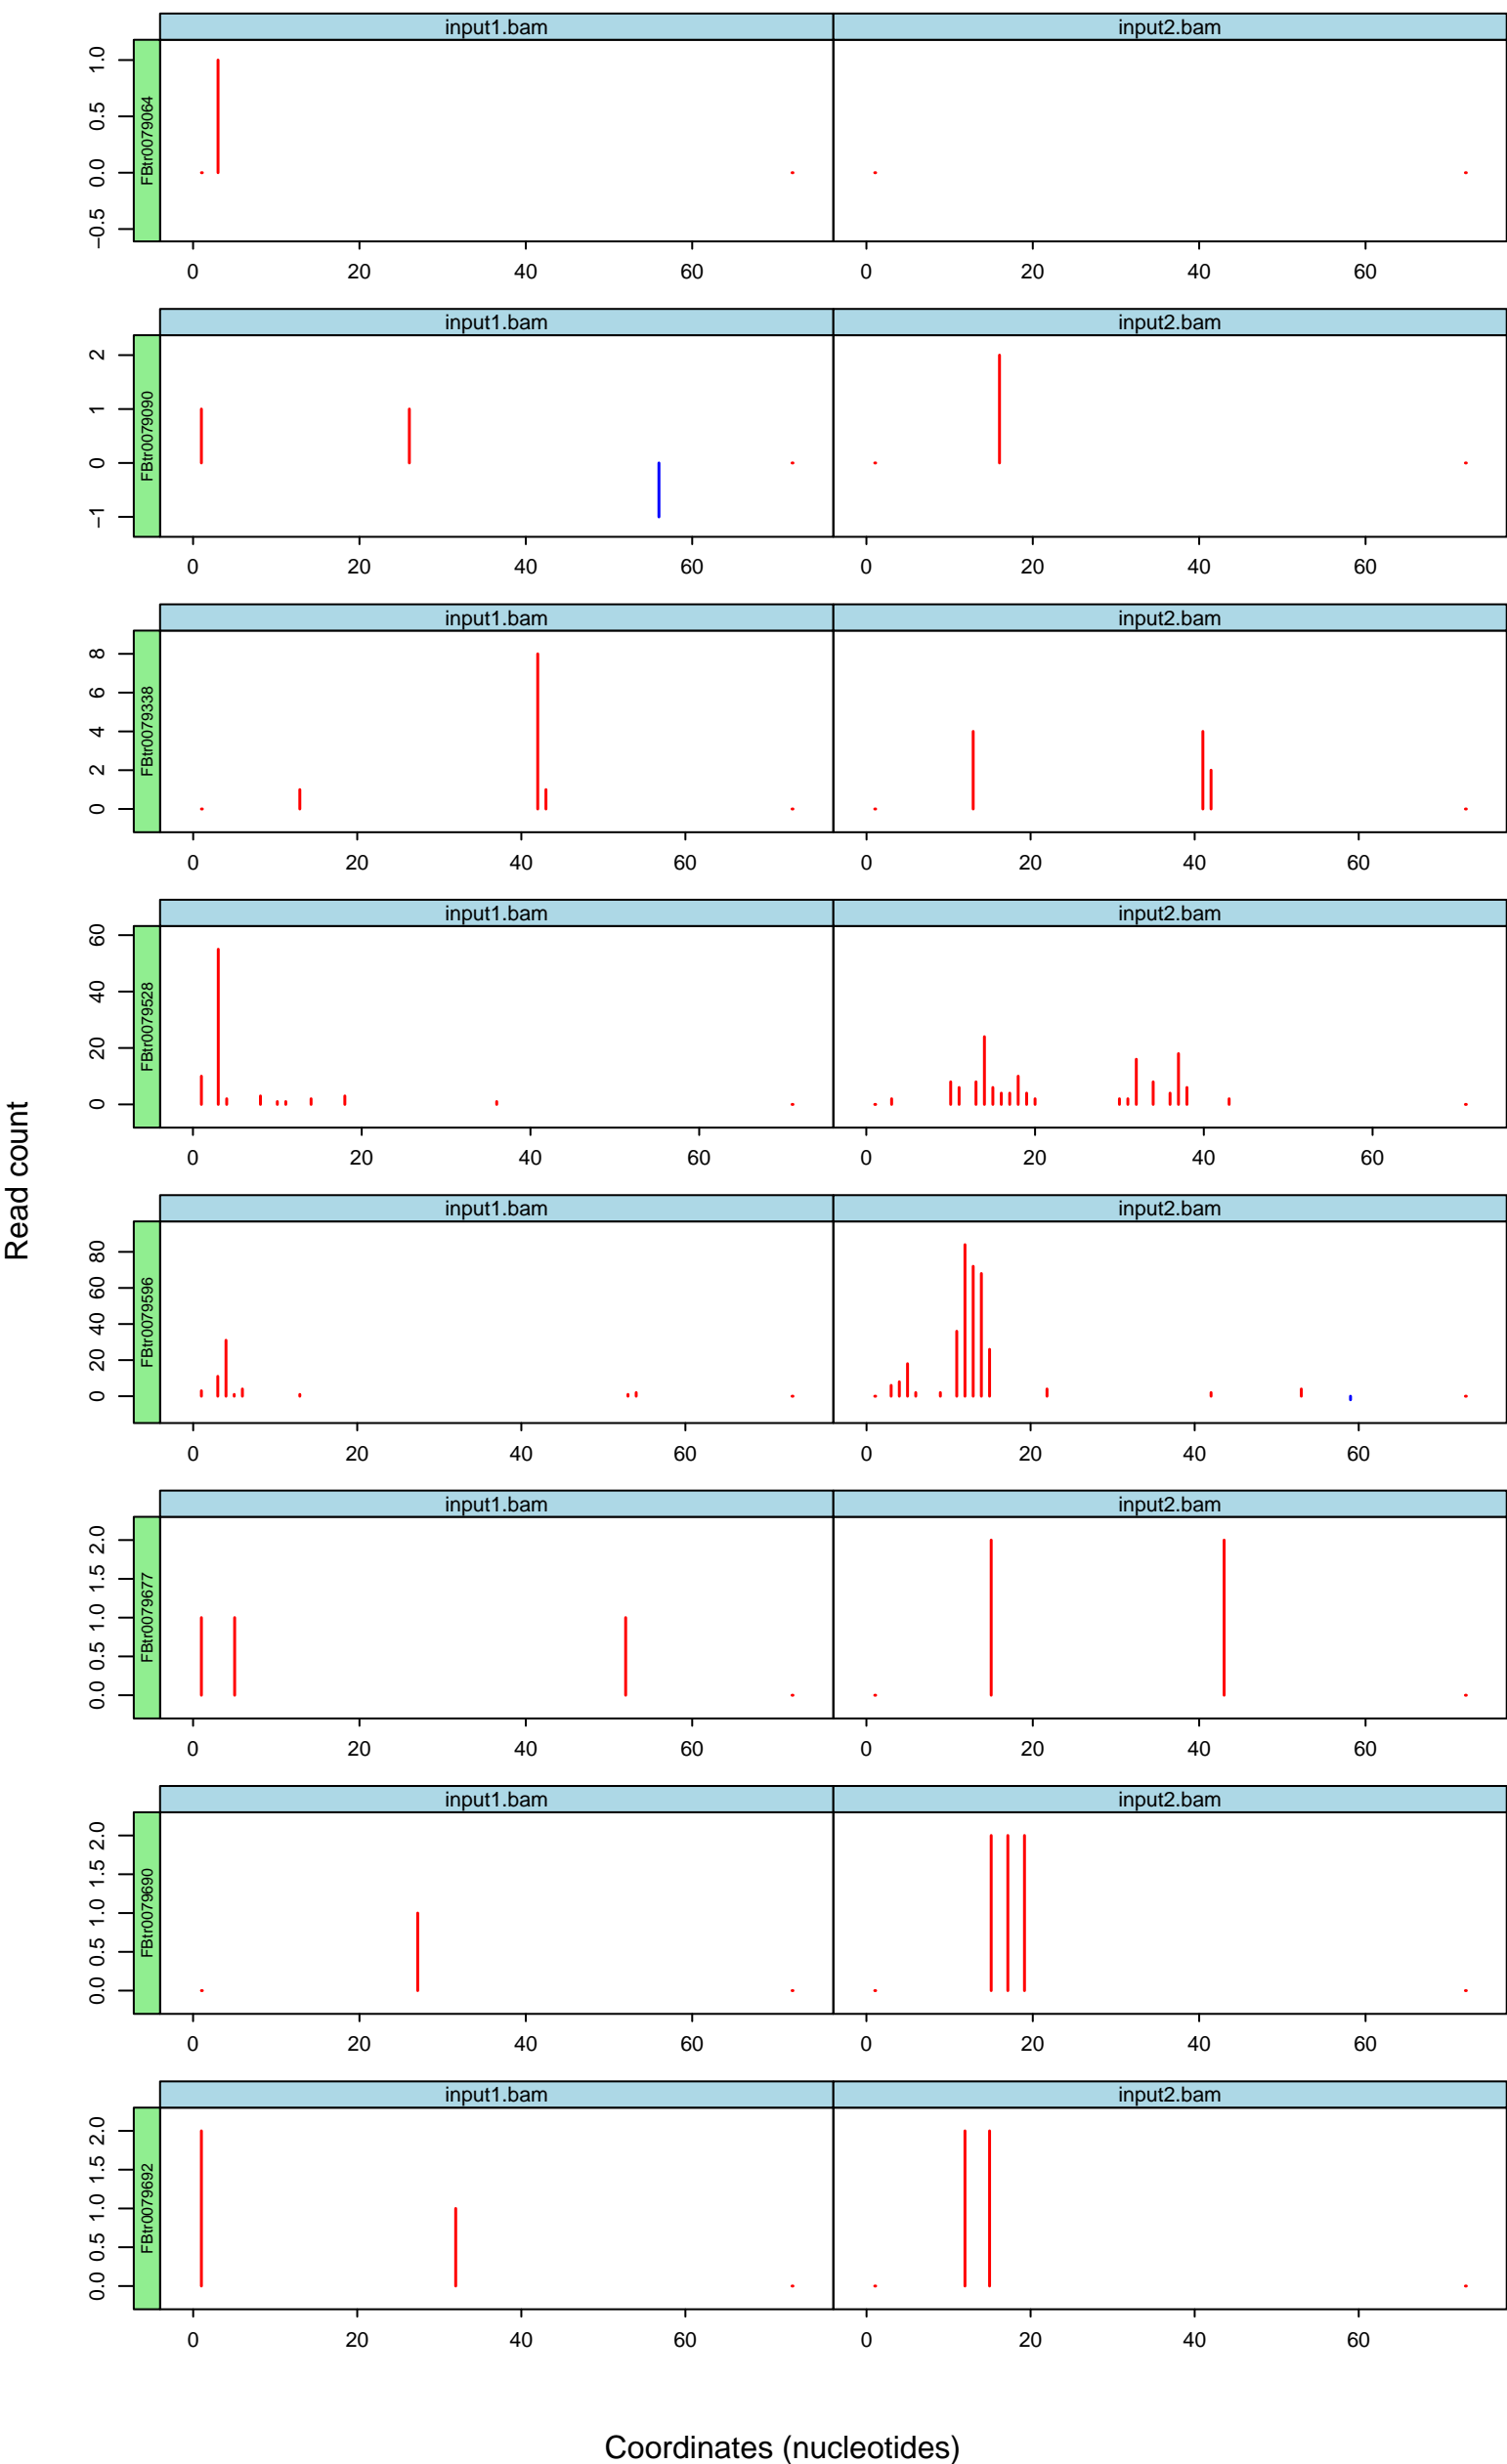 input1.bam input2.bam
FBtr0079064
1.0
0.5
0.0
−0.5
0 20 40 60 0 20 40 60
input1.bam input2.bam
FBtr0079090
2
1
0
−1
0 20 40 60 0 20 40 60
input1.bam input2.bam
FBtr0079338
8
6
4
2
0
0 20 40 60 0 20 40 60
input1.bam input2.bam
FBtr0079528
60
40
20
0
0 20 40 60 0 20 40 60
Read count
input1.bam input2.bam
FBtr0079596
80
60
40
20
0
0 20 40 60 0 20 40 60
input1.bam input2.bam
FBtr0079677
2.0
1.5
1.0
0.5
0.0
0 20 40 60 0 20 40 60
input1.bam input2.bam
FBtr0079690
2.0
1.5
1.0
0.5
0.0
0 20 40 60 0 20 40 60
input1.bam input2.bam
FBtr0079692
2.0
1.5
1.0
0.5
0.0
0 20 40 60 0 20 40 60
Coordinates (nucleotides)